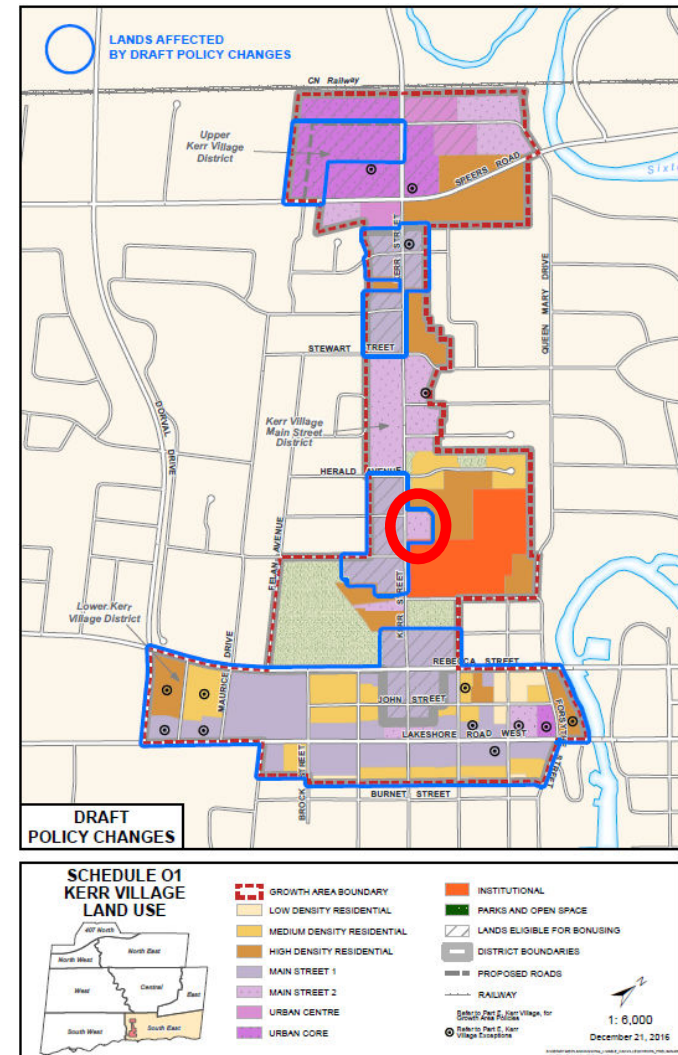 LANDS AFFECTED
BY DRAFT POLICY CHANGES
CN Railway
Upper
Kerr Village
District
SPEERS ROAD
KERR STREET
QUEEN MARY DRIVE
STEWART STREET
DORVAL DRIVE
Kerr Village
Main Street
District
HERALD AVENUE
FELAN AVENUE
KERR STREET
Lower Kerr
Village District
MAURICE DRIVE
REBECCA STREET
JOHN STREET
FORSYTHE STREET
LAKESHORE ROAD WEST
BROCK STREET
BURNET STREET
DRAFT
POLICY CHANGES
SCHEDULE O1
KERR VILLAGE
LAND USE
407 North
North West
North East
West
Central
East
South West
South East
GROWTH AREA BOUNDARY
LOW DENSITY RESIDENTIAL
MEDIUM DENSITY RESIDENTIAL
HIGH DENSITY RESIDENTIAL
MAIN STREET 1
MAIN STREET 2
URBAN CENTRE
URBAN CORE
INSTITUTIONAL
PARKS AND OPEN SPACE
LANDS ELIGIBLE FOR BONUSING
DISTRICT BOUNDARIES
PROPOSED ROADS
RAILWAY
Refer to Part E, Kerr Village, for
Growth Area Policies
Refer to Part E, Kerr
Village Exceptions
1: 6,000
December 21, 2016